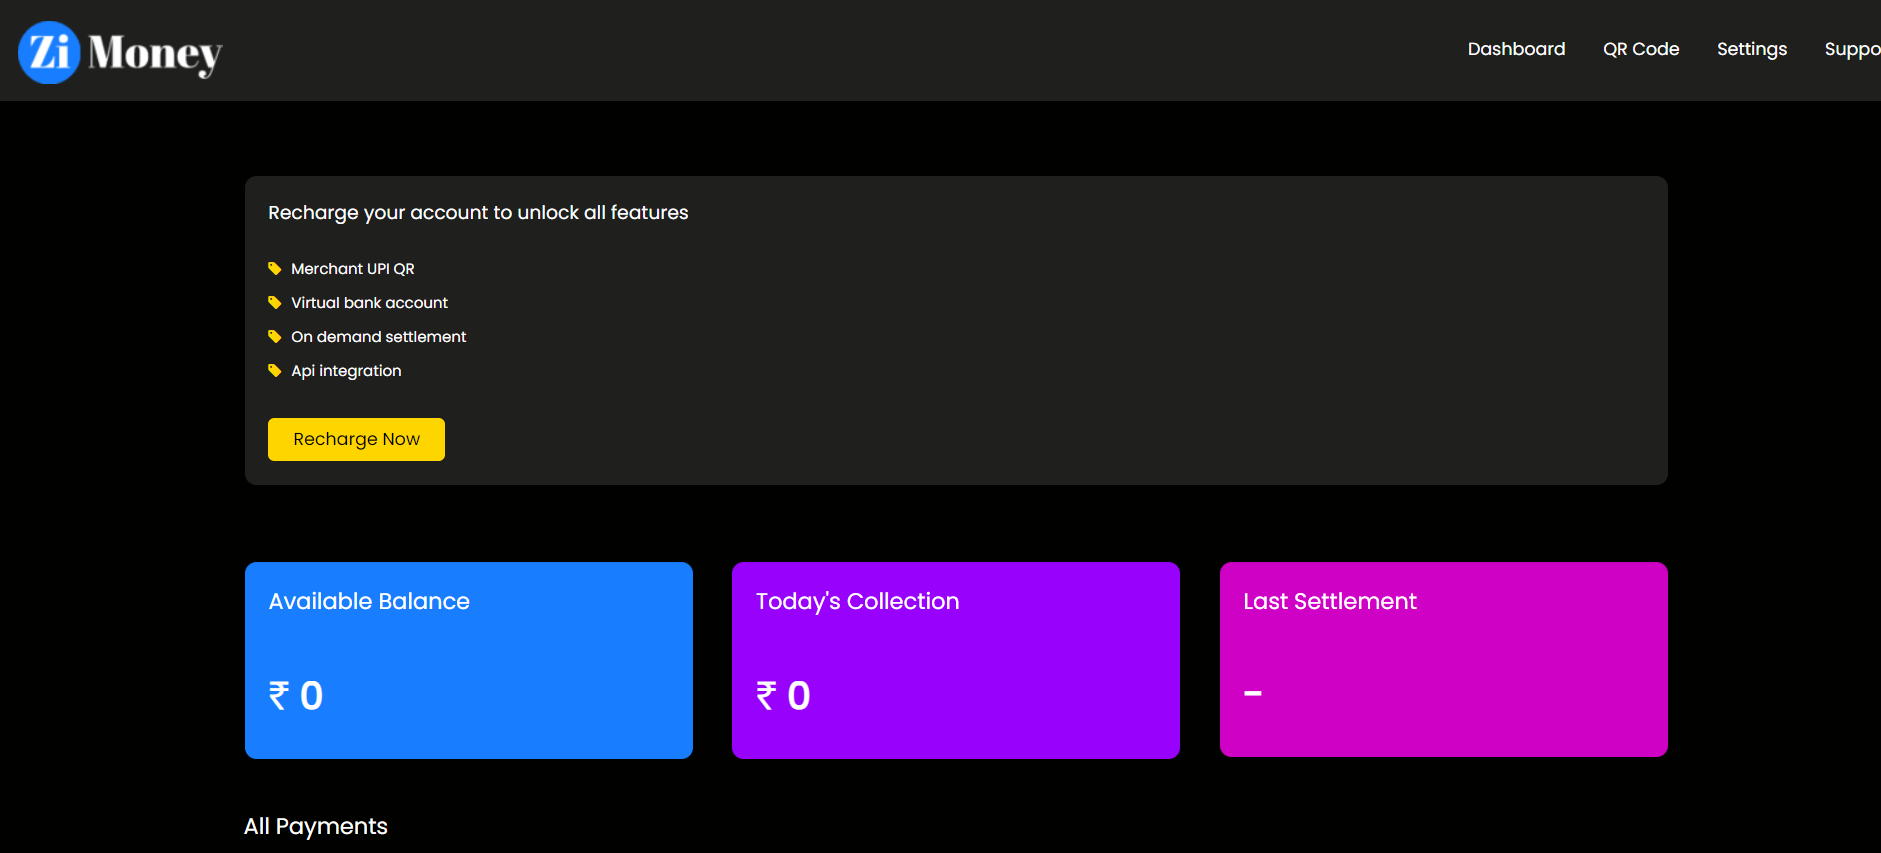 Zi Money
Dashboard QR Code Settings Suppo
Recharge your account to unlock all features
Merchant UPI QR
Virtual bank account
On demand settlement
Api integration
Recharge Now
Available Balance
Today's Collection
Last Settlement
₹ 0
₹ 0
-
All Payments